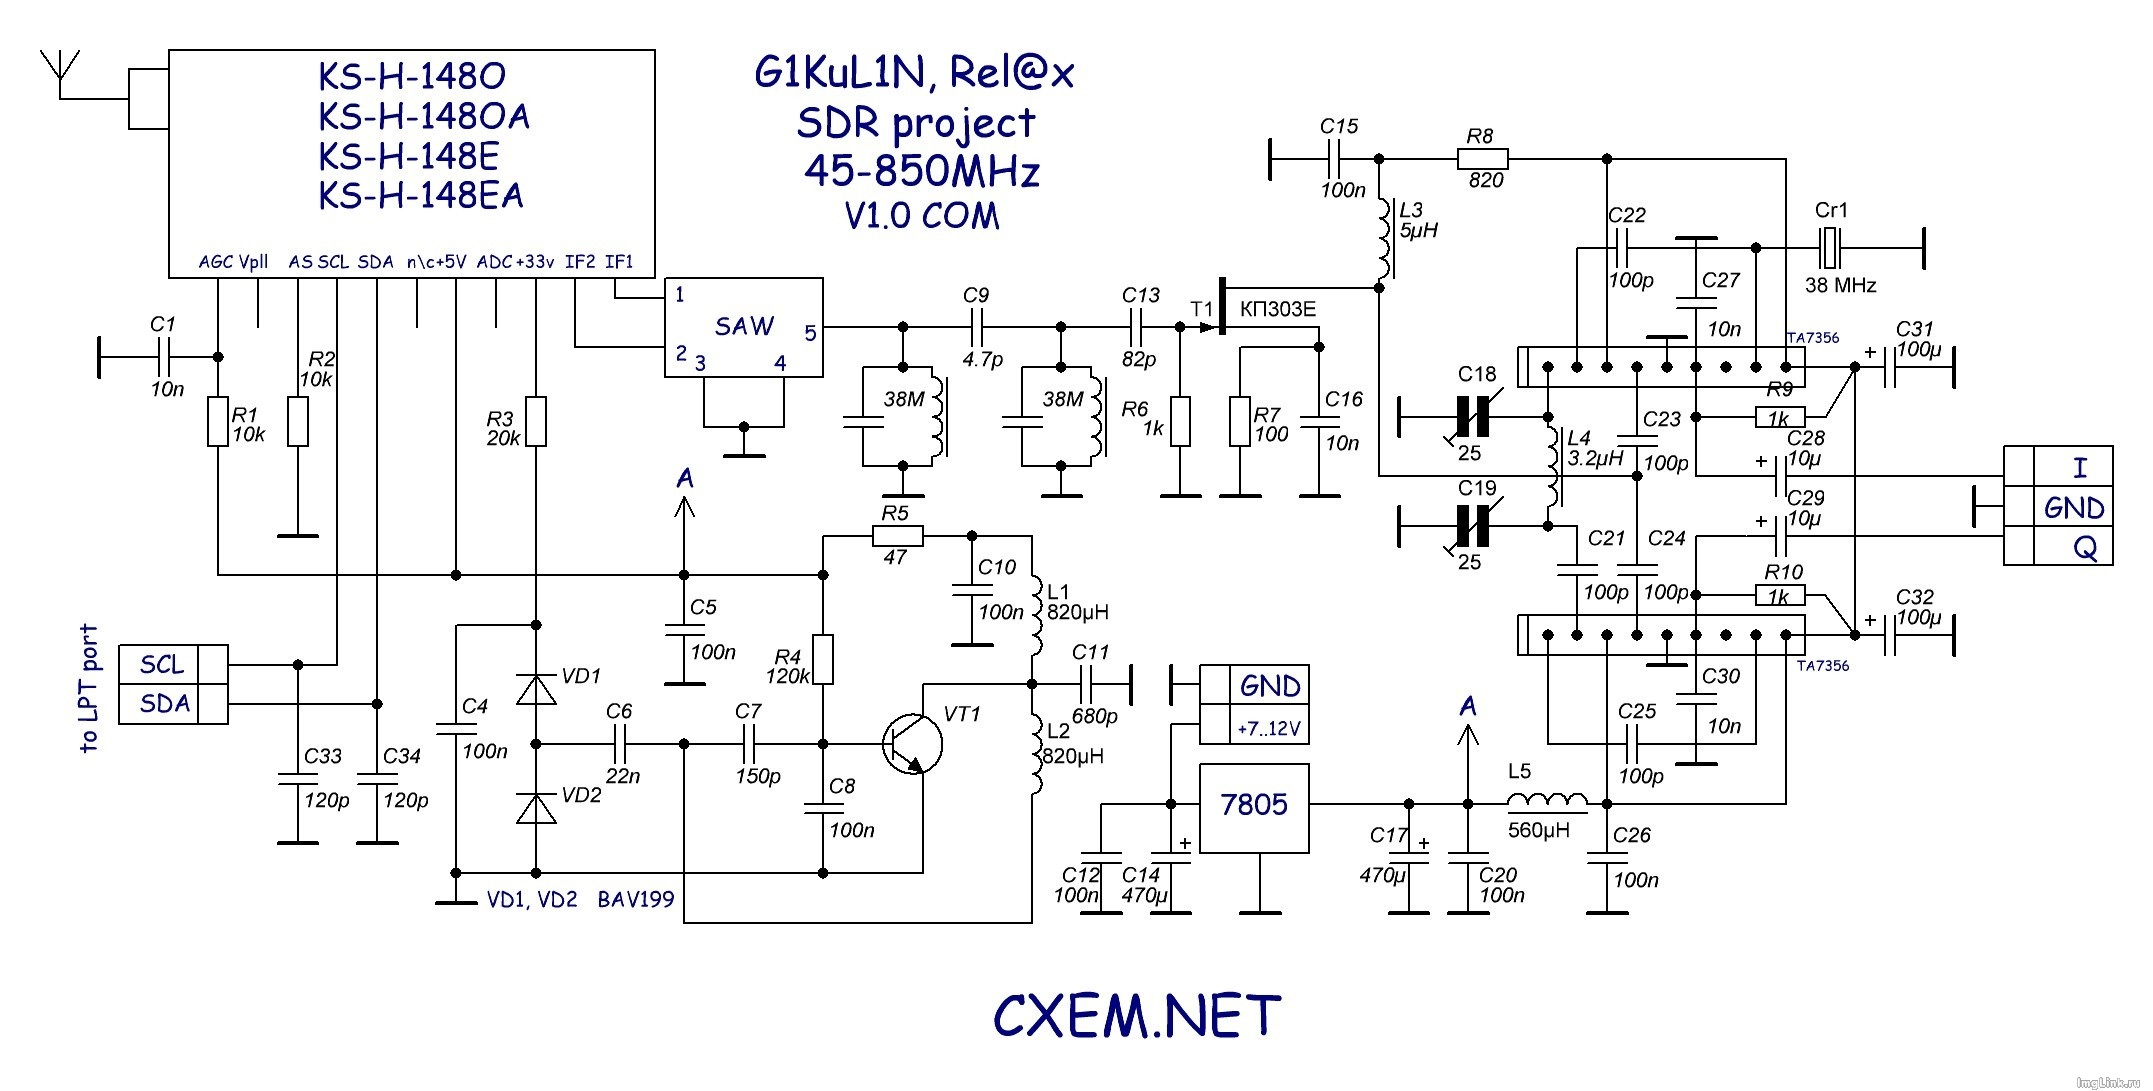 KS-H-148O
KS-H-148OA
KS-H-148E
KS-H-148EA
AGC Vpll AS SCL SDA n\c+5V ADC +33v IF2 IF1
G1KuL1N, Rel@x
SDR project
45-850MHz
V1.0 COM
C1
10n
R1
10k
R2
10k
R3
20k
1
2
3
4
5
SAW
38M
C9
4.7p
38M
C13
82p
R6
1k
T1
КП303Е
R7
100
C16
10n
C15
100n
R8
820
L3
5µH
C22
100p
C27
10n
Cr1
38 MHz
TA7356
C31
100µ
R9
1k
C18
25
L4
3.2µH
C19
25
C23
100p
C28
10µ
C29
10µ
I
GND
Q
C21
100p
C24
100p
R10
1k
C32
100µ
TA7356
C30
10n
C25
100p
A
R5
47
C10
100n
L1
820µH
C5
100n
R4
120k
C11
680p
L2
820µH
VT1
to LPT port
SCL
SDA
C33
120p
C34
120p
C4
100n
VD1
VD2
C6
22n
C7
150p
C8
100n
VD1, VD2 BAV199
GND
+7..12V
7805
C12
100n
C14
470µ
C17
470µ
A
C20
100n
L5
560µH
C26
100n
CXEM.NET
ImgLink.ru